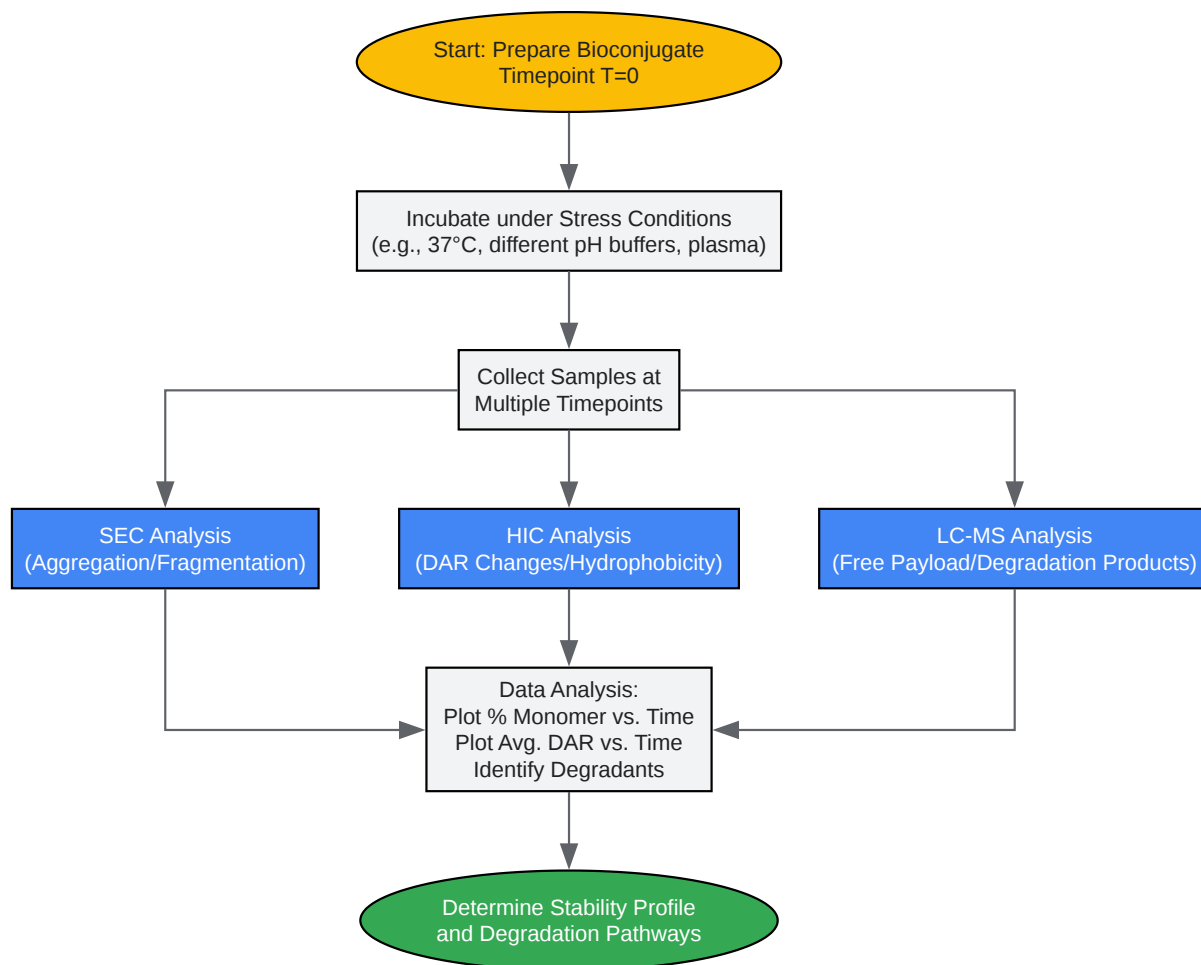 Start: Prepare Bioconjugate
Timepoint T=0
Incubate under Stress Conditions
(e.g., 37°C, different pH buffers, plasma)
Collect Samples at
Multiple Timepoints
SEC Analysis
(Aggregation/Fragmentation)
HIC Analysis
(DAR Changes/Hydrophobicity)
LC-MS Analysis
(Free Payload/Degradation Products)
Data Analysis:
Plot % Monomer vs. Time
Plot Avg. DAR vs. Time
Identify Degradants
Determine Stability Profile
and Degradation Pathways